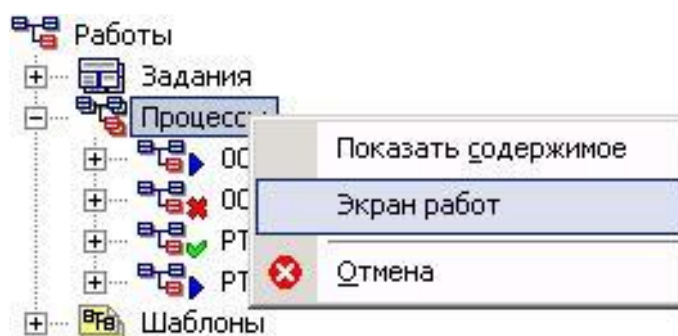 Работы
Задания
Процессы
Показать содержимое
Экран работ
Отмена
Шаблоны